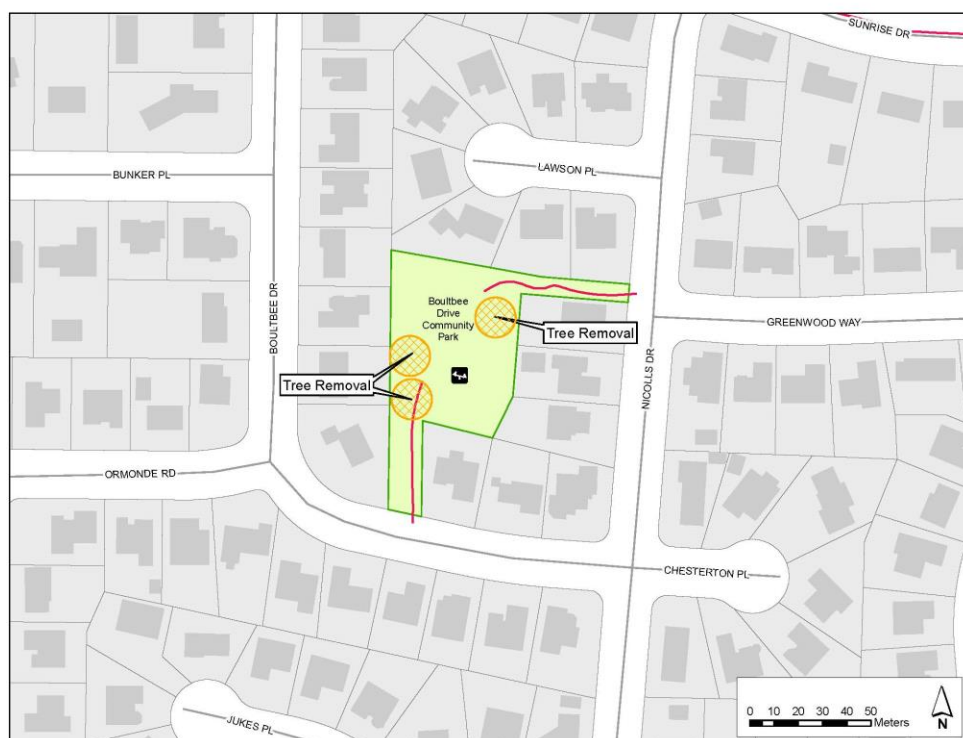 SUNRISE DR
LAWSON PL
BUNKER PL
BOULTBEE DR
Boultbee
Drive
Community
Park
Tree Removal
GREENWOOD WAY
NICOLLS DR
Tree Removal
ORMONDE RD
CHESTERTON PL
JUKES PL
0 10 20 30 40 50
Meters
N